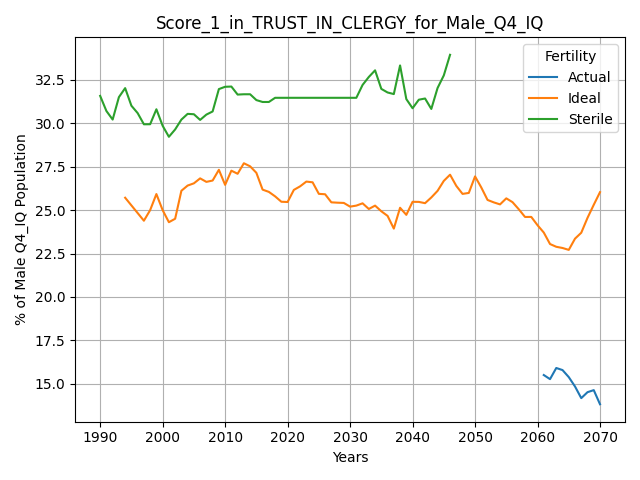 Score_1_in_TRUST_IN_CLERGY_for_Male_Q4_IQ
Fertility
Actual
Ideal
Sterile
% of Male Q4_IQ Population
32.5
30.0
27.5
25.0
22.5
20.0
17.5
15.0
1990 2000 2010 2020 2030 2040 2050 2060 2070
Years